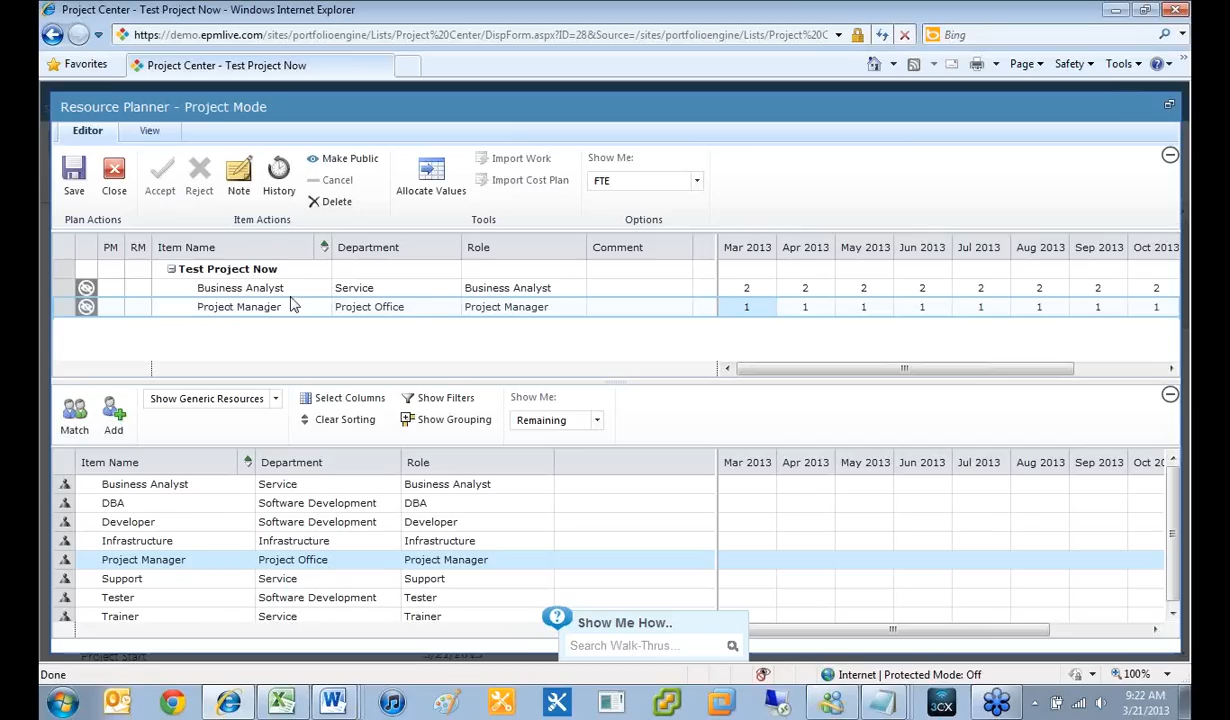 Project Center - Test Project Now - Windows Internet Explorer
https://demo.epmlive.com/sites/portfolioengine/Lists/Project%20Center/DispForm.aspx?ID=28&Source=/sites/portfolioengine/Lists/Project%20C
Bing
Favorites
Project Center - Test Project Now
Page
Safety
Tools
Resource Planner - Project Mode
Editor
View
Save
Close
Accept
Reject
Note
History
Make Public
Cancel
Delete
Allocate Values
Import Work
Import Cost Plan
Show Me:
FTE
Plan Actions
Item Actions
Tools
Options
PM RM Item Name Department Role Comment Mar 2013 Apr 2013 May 2013 Jun 2013 Jul 2013 Aug 2013 Sep 2013 Oct 2013
Test Project Now
Business Analyst Service Business Analyst 2 2 2 2 2 2 2 2
Project Manager Project Office Project Manager 1 1 1 1 1 1 1 1
Match
Add
Show Generic Resources
Select Columns
Clear Sorting
Show Filters
Show Grouping
Show Me:
Remaining
Item Name Department Role Mar 2013 Apr 2013 May 2013 Jun 2013 Jul 2013 Aug 2013 Sep 2013 Oct 20
Business Analyst Service Business Analyst
DBA Software Development DBA
Developer Software Development Developer
Infrastructure Infrastructure Infrastructure
Project Manager Project Office Project Manager
Support Service Support
Tester Software Development Tester
Trainer Service Trainer
Show Me How..
Search Walk-Thrus...
Done
Internet | Protected Mode: Off
100%
3CX
9:22 AM
3/21/2013